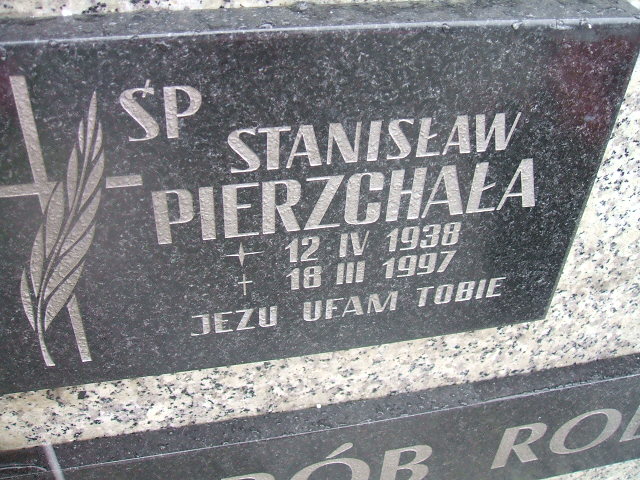 ŚP
STANISŁAW
PIERZCHAŁA
12 IV 1938
18 III 1997
JEZU UFAM TOBIE